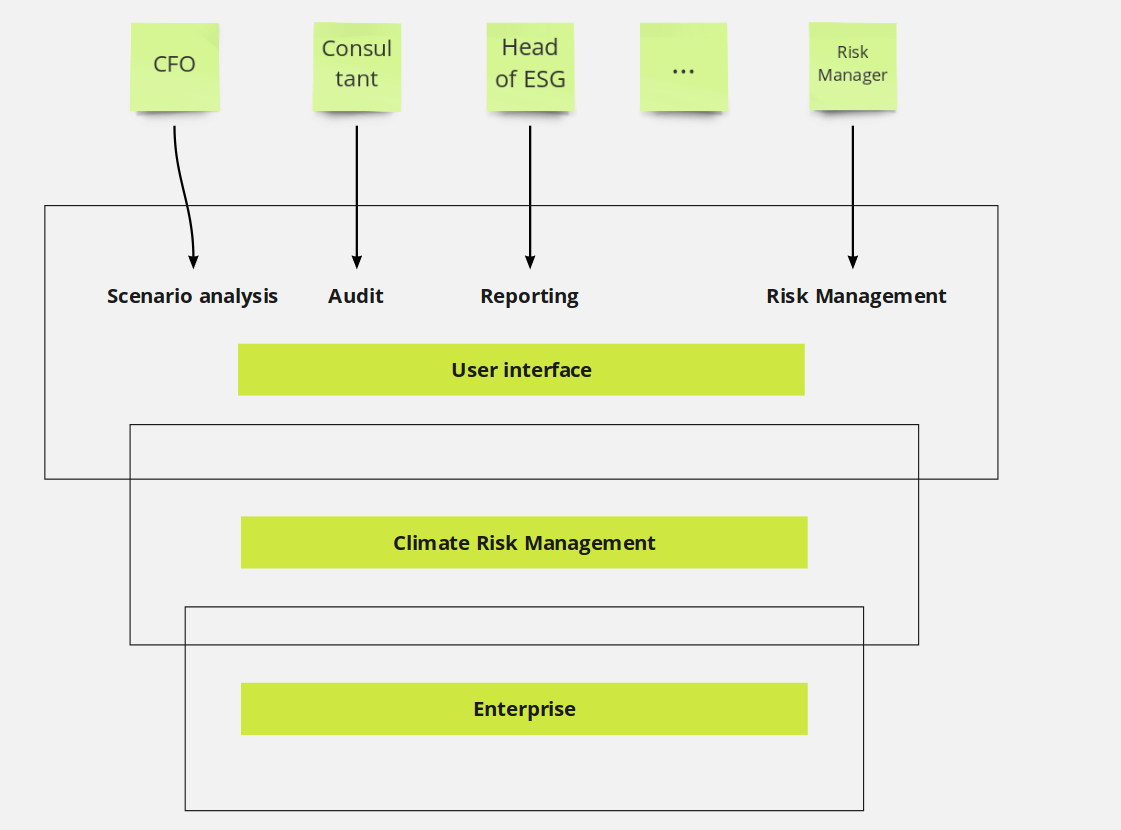 CFO
Consul
tant
Head
of ESG
...
Risk
Manager
Scenario analysis
Audit
Reporting
Risk Management
User interface
Climate Risk Management
Enterprise